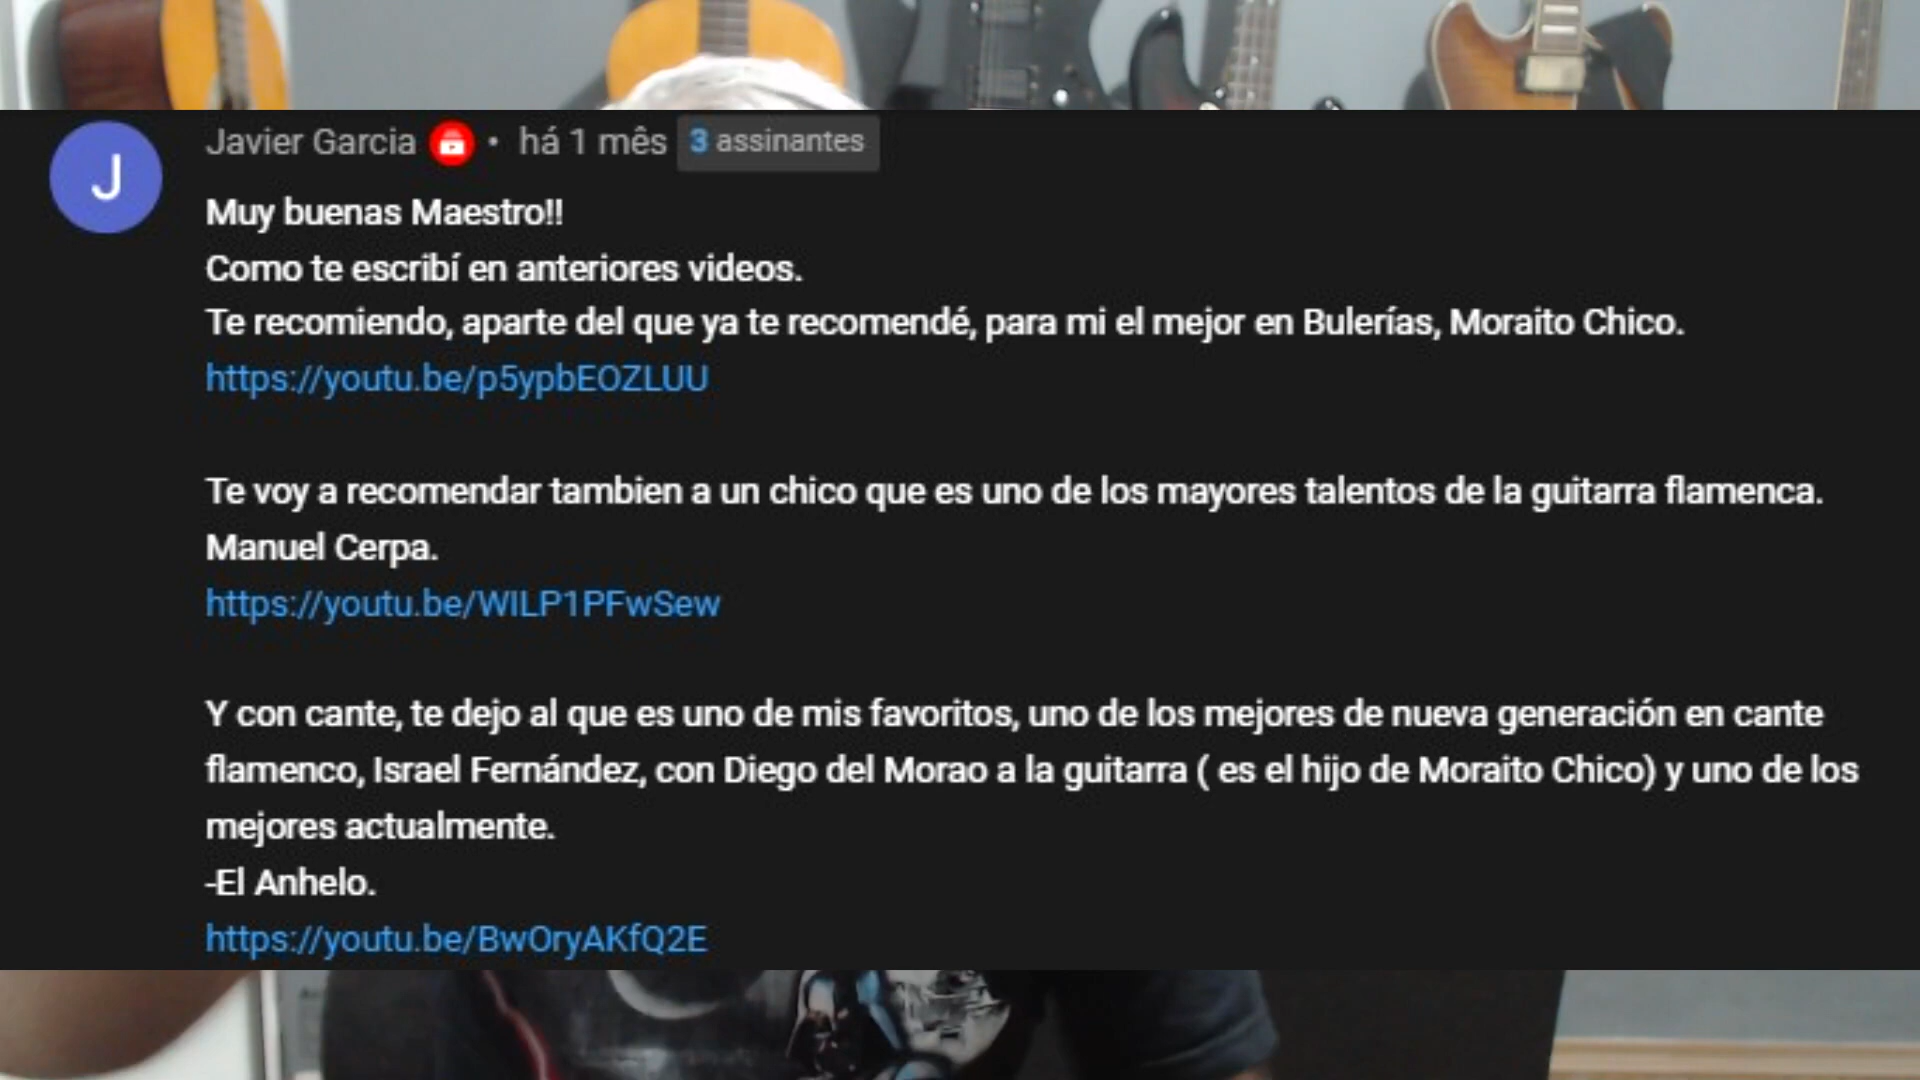 J
Javier Garcia • há 1 mês 3 assinantes
Muy buenas Maestro!!
Como te escribí en anteriores videos.
Te recomiendo, aparte del que ya te recomendé, para mi el mejor en Bulerías, Moraito Chico.
https://youtu.be/p5ypbEOZLUU
Te voy a recomendar tambien a un chico que es uno de los mayores talentos de la guitarra flamenca.
Manuel Cerpa.
https://youtu.be/WILP1PFwSew
Y con cante, te dejo al que es uno de mis favoritos, uno de los mejores de nueva generación en cante
flamenco, Israel Fernández, con Diego del Morao a la guitarra ( es el hijo de Moraito Chico) y uno de los
mejores actualmente.
-El Anhelo.
https://youtu.be/BwOryAKfQ2E